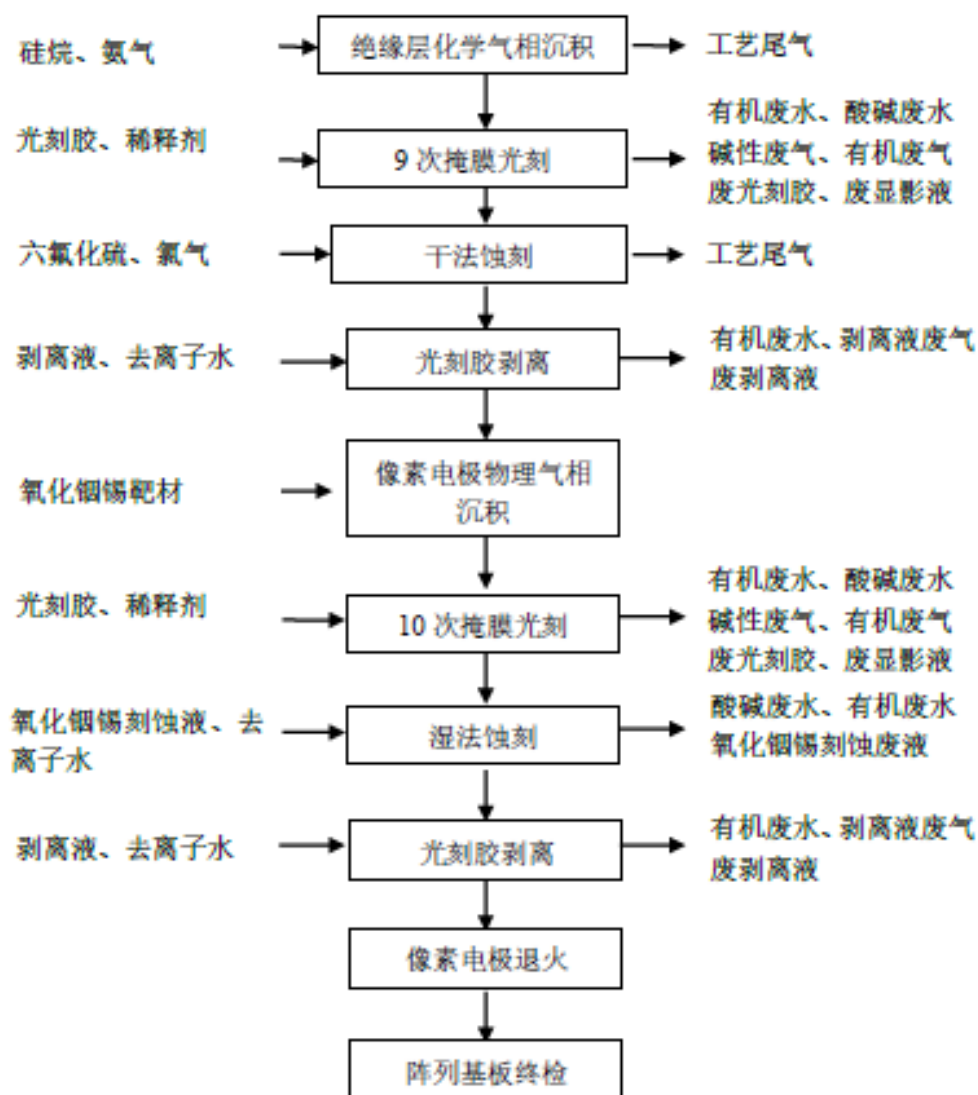 硅烷、氨气
绝缘层化学气相沉积
工艺尾气
光刻胶、稀释剂
9 次掩膜光刻
有机废水、酸碱废水
碱性废气、有机废气
废光刻胶、废显影液
六氟化硫、氯气
干法蚀刻
工艺尾气
剥离液、去离子水
光刻胶剥离
有机废水、剥离液废气
废剥离液
氧化铟锡靶材
像素电极物理气相
沉积
光刻胶、稀释剂
10 次掩膜光刻
有机废水、酸碱废水
碱性废气、有机废气
废光刻胶、废显影液
氧化铟锡刻蚀液、去
离子水
湿法蚀刻
酸碱废水、有机废水
氧化铟锡刻蚀废液
剥离液、去离子水
光刻胶剥离
有机废水、剥离液废气
废剥离液
像素电极退火
阵列基板终检